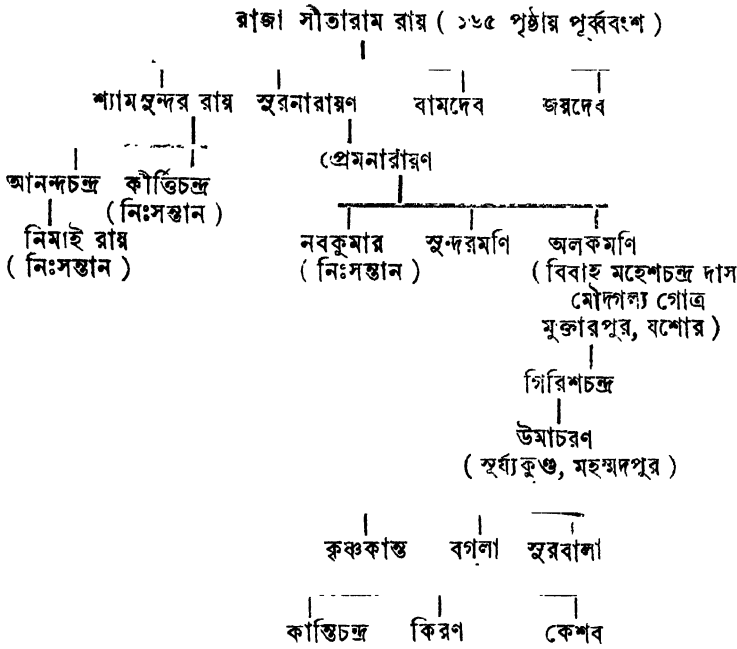 রাজা সীতারাম রায় ( ১৬৫ পৃষ্ঠায় পূর্ব্ববংশ )
শ্যামসুন্দর রায় সুরনারায়ণ বামদেব জয়দেব
প্রেমনারায়ণ
আনন্দচন্দ্র কীর্ত্তিচন্দ্র
( নিঃসন্তান )
নিমাই রায়
( নিঃসন্তান )
নবকুমার সুন্দরমণি অলকমণি
( নিঃসন্তান ) ( বিবাহ মহেশচন্দ্র দাস
মৌদ্গল্য গোত্র
মুক্তারপুর, যশোর )
গিরিশচন্দ্র
উমাচরণ
( সূর্য্যকুণ্ড, মহম্মদপুর )
কৃষ্ণকান্ত বগলা সুরবালা
কান্তিচন্দ্র কিরণ কেশব